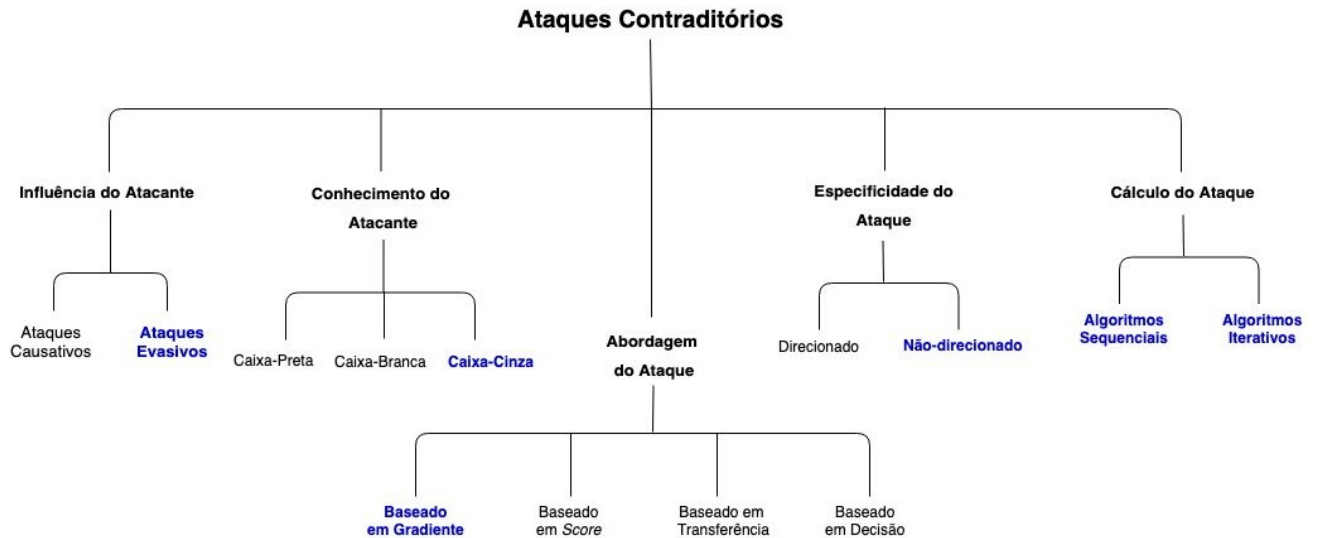 Ataques Contraditórios
Influência do Atacante
Conhecimento do
Atacante
Especificidade do
Ataque
Cálculo do Ataque
Ataques
Causativos
Ataques
Evasivos
Caixa-Preta
Caixa-Branca
Caixa-Cinza
Abordagem
do Ataque
Direcionado
Não-direcionado
Algoritmos
Sequenciais
Algoritmos
Iterativos
Baseado
em Gradiente
Baseado
em Score
Baseado em
Transferência
Baseado
em Decisão